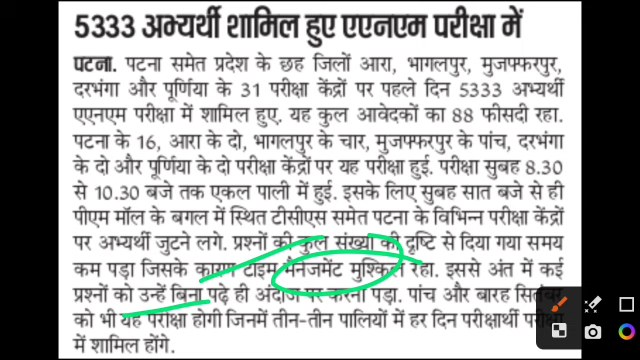 5333 अभ्यर्थी शामिल हुए एएनएम परीक्षा में
पटना. पटना समेत प्रदेश के छह जिलों आरा, भागलपुर, मुजफ्फरपुर,
दरभंगा और पूर्णिया के 31 परीक्षा केंद्रों पर पहले दिन 5333 अभ्यर्थी
एएनएम परीक्षा में शामिल हुए। यह कुल आवेदकों का 88 फीसदी रहा।
पटना के 16, आरा के दो, भागलपुर के चार, मुजफ्फरपुर के पांच, दरभंगा
के दो और पूर्णिया के दो परीक्षा केंद्रों पर यह परीक्षा हुई। परीक्षा सुबह 8.30
से 10.30 बजे तक एकल पाली में हुई। इसके लिए सुबह सात बजे से ही
पीएम मॉल के बगल में स्थित टीसीएस समेत पटना के विभिन्न परीक्षा केंद्रों
पर अभ्यर्थी जुटने लगे। प्रश्नों की कुल संख्या की दृष्टि से दिया गया समय
कम पड़ा जिसके कारण टाइम मैनेजमेंट मुश्किल रहा। इससे अंत में कई
प्रश्नों को उन्हें बिना पढ़े ही अंदाज पर करना पड़ा। पांच और बारह सितंबर
को भी यह परीक्षा होगी जिनमें तीन-तीन पालियों में हर दिन परीक्षार्थी परीक्षा
में शामिल होंगे।